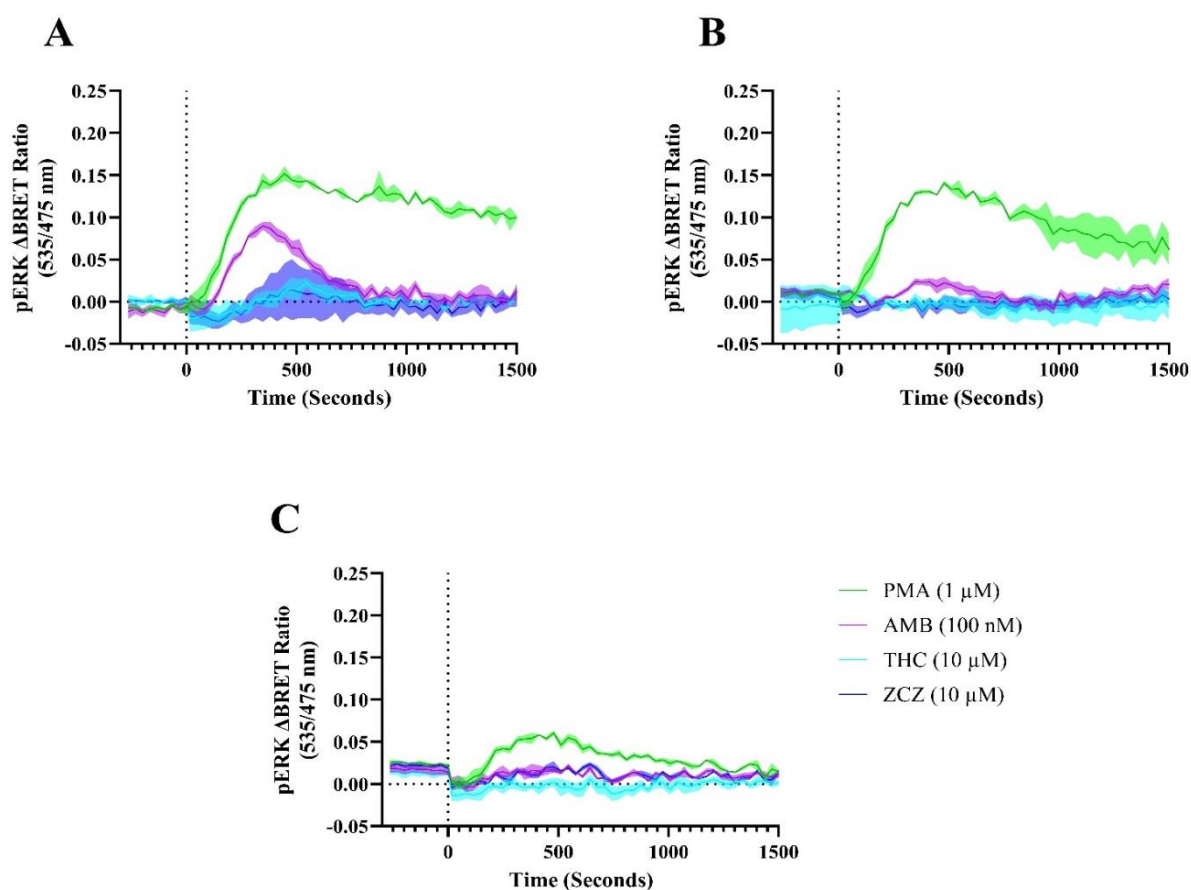 A
pERK ΔBRET Ratio
(535/475 nm)
0.25
0.20
0.15
0.10
0.05
0.00
-0.05
0
500
1000
1500
Time (Seconds)
B
pERK ΔBRET Ratio
(535/475 nm)
0.25
0.20
0.15
0.10
0.05
0.00
-0.05
0
500
1000
1500
Time (Seconds)
C
pERK ΔBRET Ratio
(535/475 nm)
0.25
0.20
0.15
0.10
0.05
0.00
-0.05
0
500
1000
1500
Time (Seconds)
PMA (1 µM)
AMB (100 nM)
THC (10 µM)
ZCZ (10 µM)